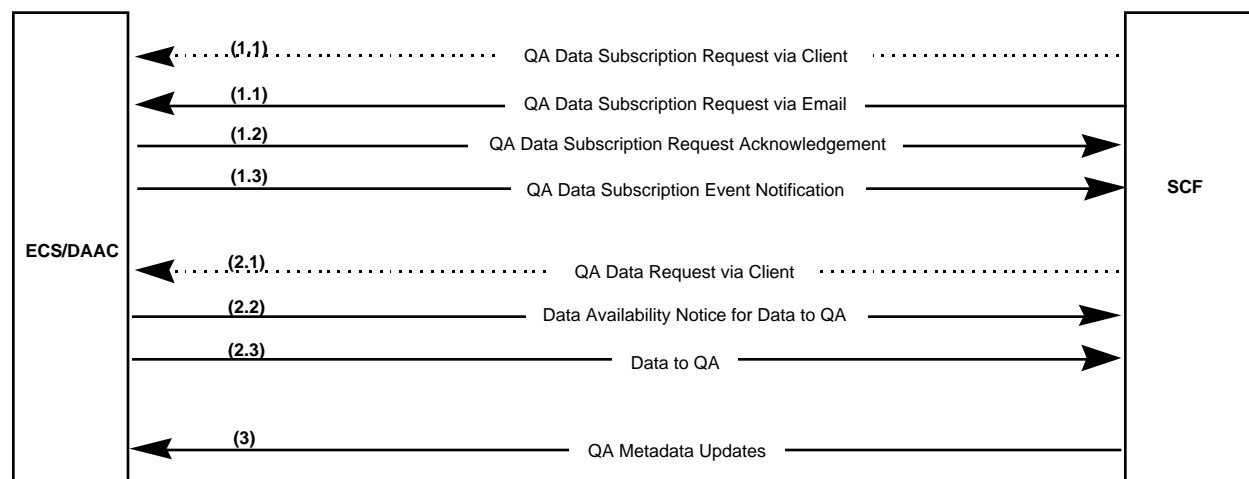 (1.1)
QA Data Subscription Request via Client
(1.1)
QA Data Subscription Request via Email
(1.2)
QA Data Subscription Request Acknowledgement
(1.3)
QA Data Subscription Event Notification
SCF
ECS/DAAC
(2.1)
QA Data Request via Client
(2.2)
Data Availability Notice for Data to QA
(2.3)
Data to QA
(3)
QA Metadata Updates